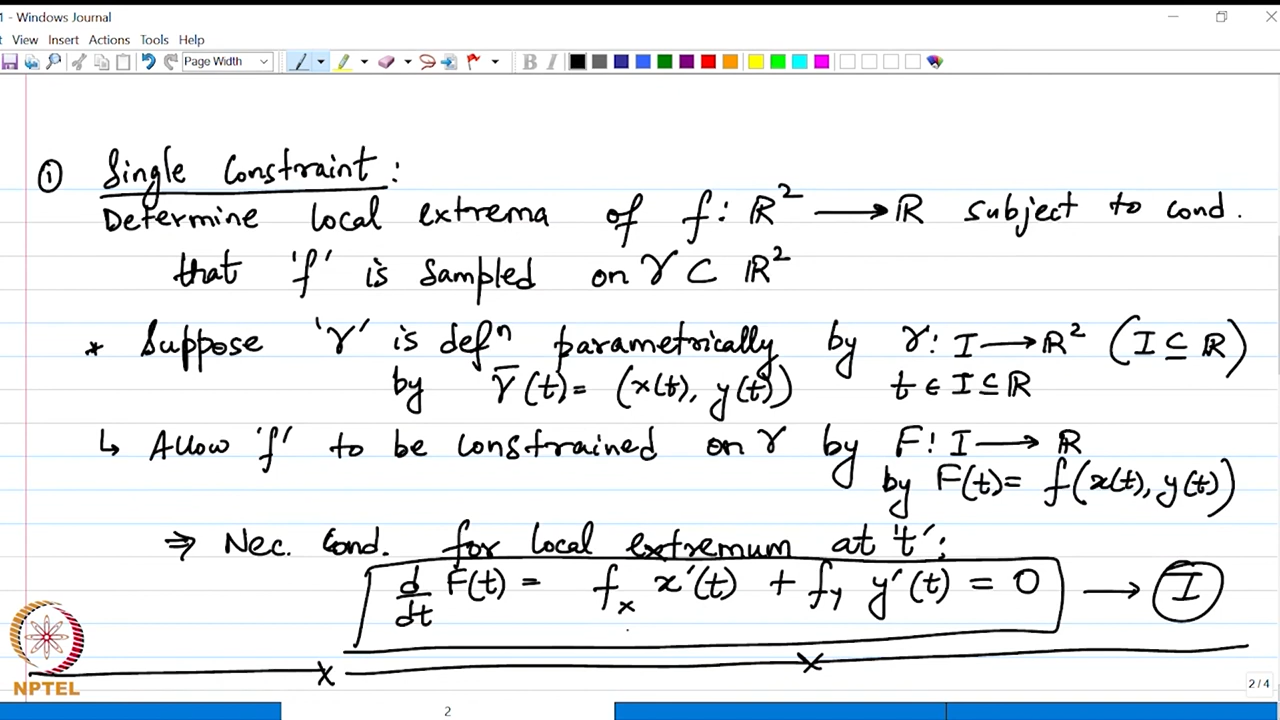 1 - Windows Journal
t View Insert Actions Tools Help
Page Width
B I
① Single Constraint:
Determine local extrema of f: ℝ² ⟶ ℝ subject to cond.
that 'f' is sampled on γ ⊂ ℝ²
* Suppose 'γ' is defⁿ parametrically by γ: I ⟶ ℝ² (I ⊆ ℝ)
by γ̄(t) = (x(t), y(t)) t ∈ I ⊆ ℝ
↳ Allow 'f' to be constrained on γ by F: I ⟶ ℝ
by F(t) = f(x(t), y(t))
⇒ Nec. Cond. for local extremum at 't':
d/dt F(t) = f_x x'(t) + f_y y'(t) = 0 ⟶ I
NPTEL
2/4
2